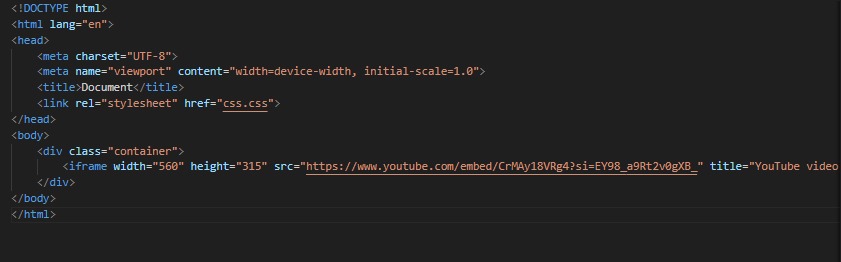 <!DOCTYPE html>
<html lang="en">
<head>
    <meta charset="UTF-8">
    <meta name="viewport" content="width=device-width, initial-scale=1.0">
    <title>Document</title>
    <link rel="stylesheet" href="css.css">
</head>
<body>
    <div class="container">
        <iframe width="560" height="315" src="https://www.youtube.com/embed/CrMAy18VRg4?si=EY98_a9Rt2v0gXB_" title="YouTube video
    </div>
</body>
</html>